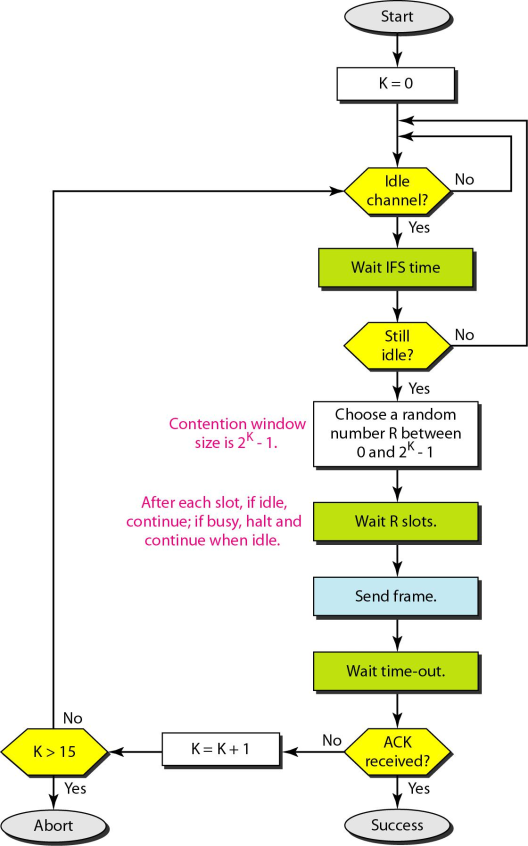 Start
K = 0
Idle
channel?
No
Yes
Wait IFS time
Still
idle?
No
Yes
Contention window
size is 2^K - 1.
Choose a random
number R between
0 and 2^K - 1
After each slot, if idle,
continue; if busy, halt and
continue when idle.
Wait R slots.
Send frame.
Wait time-out.
ACK
received?
No
K = K + 1
K > 15
No
Yes
Abort
Yes
Success